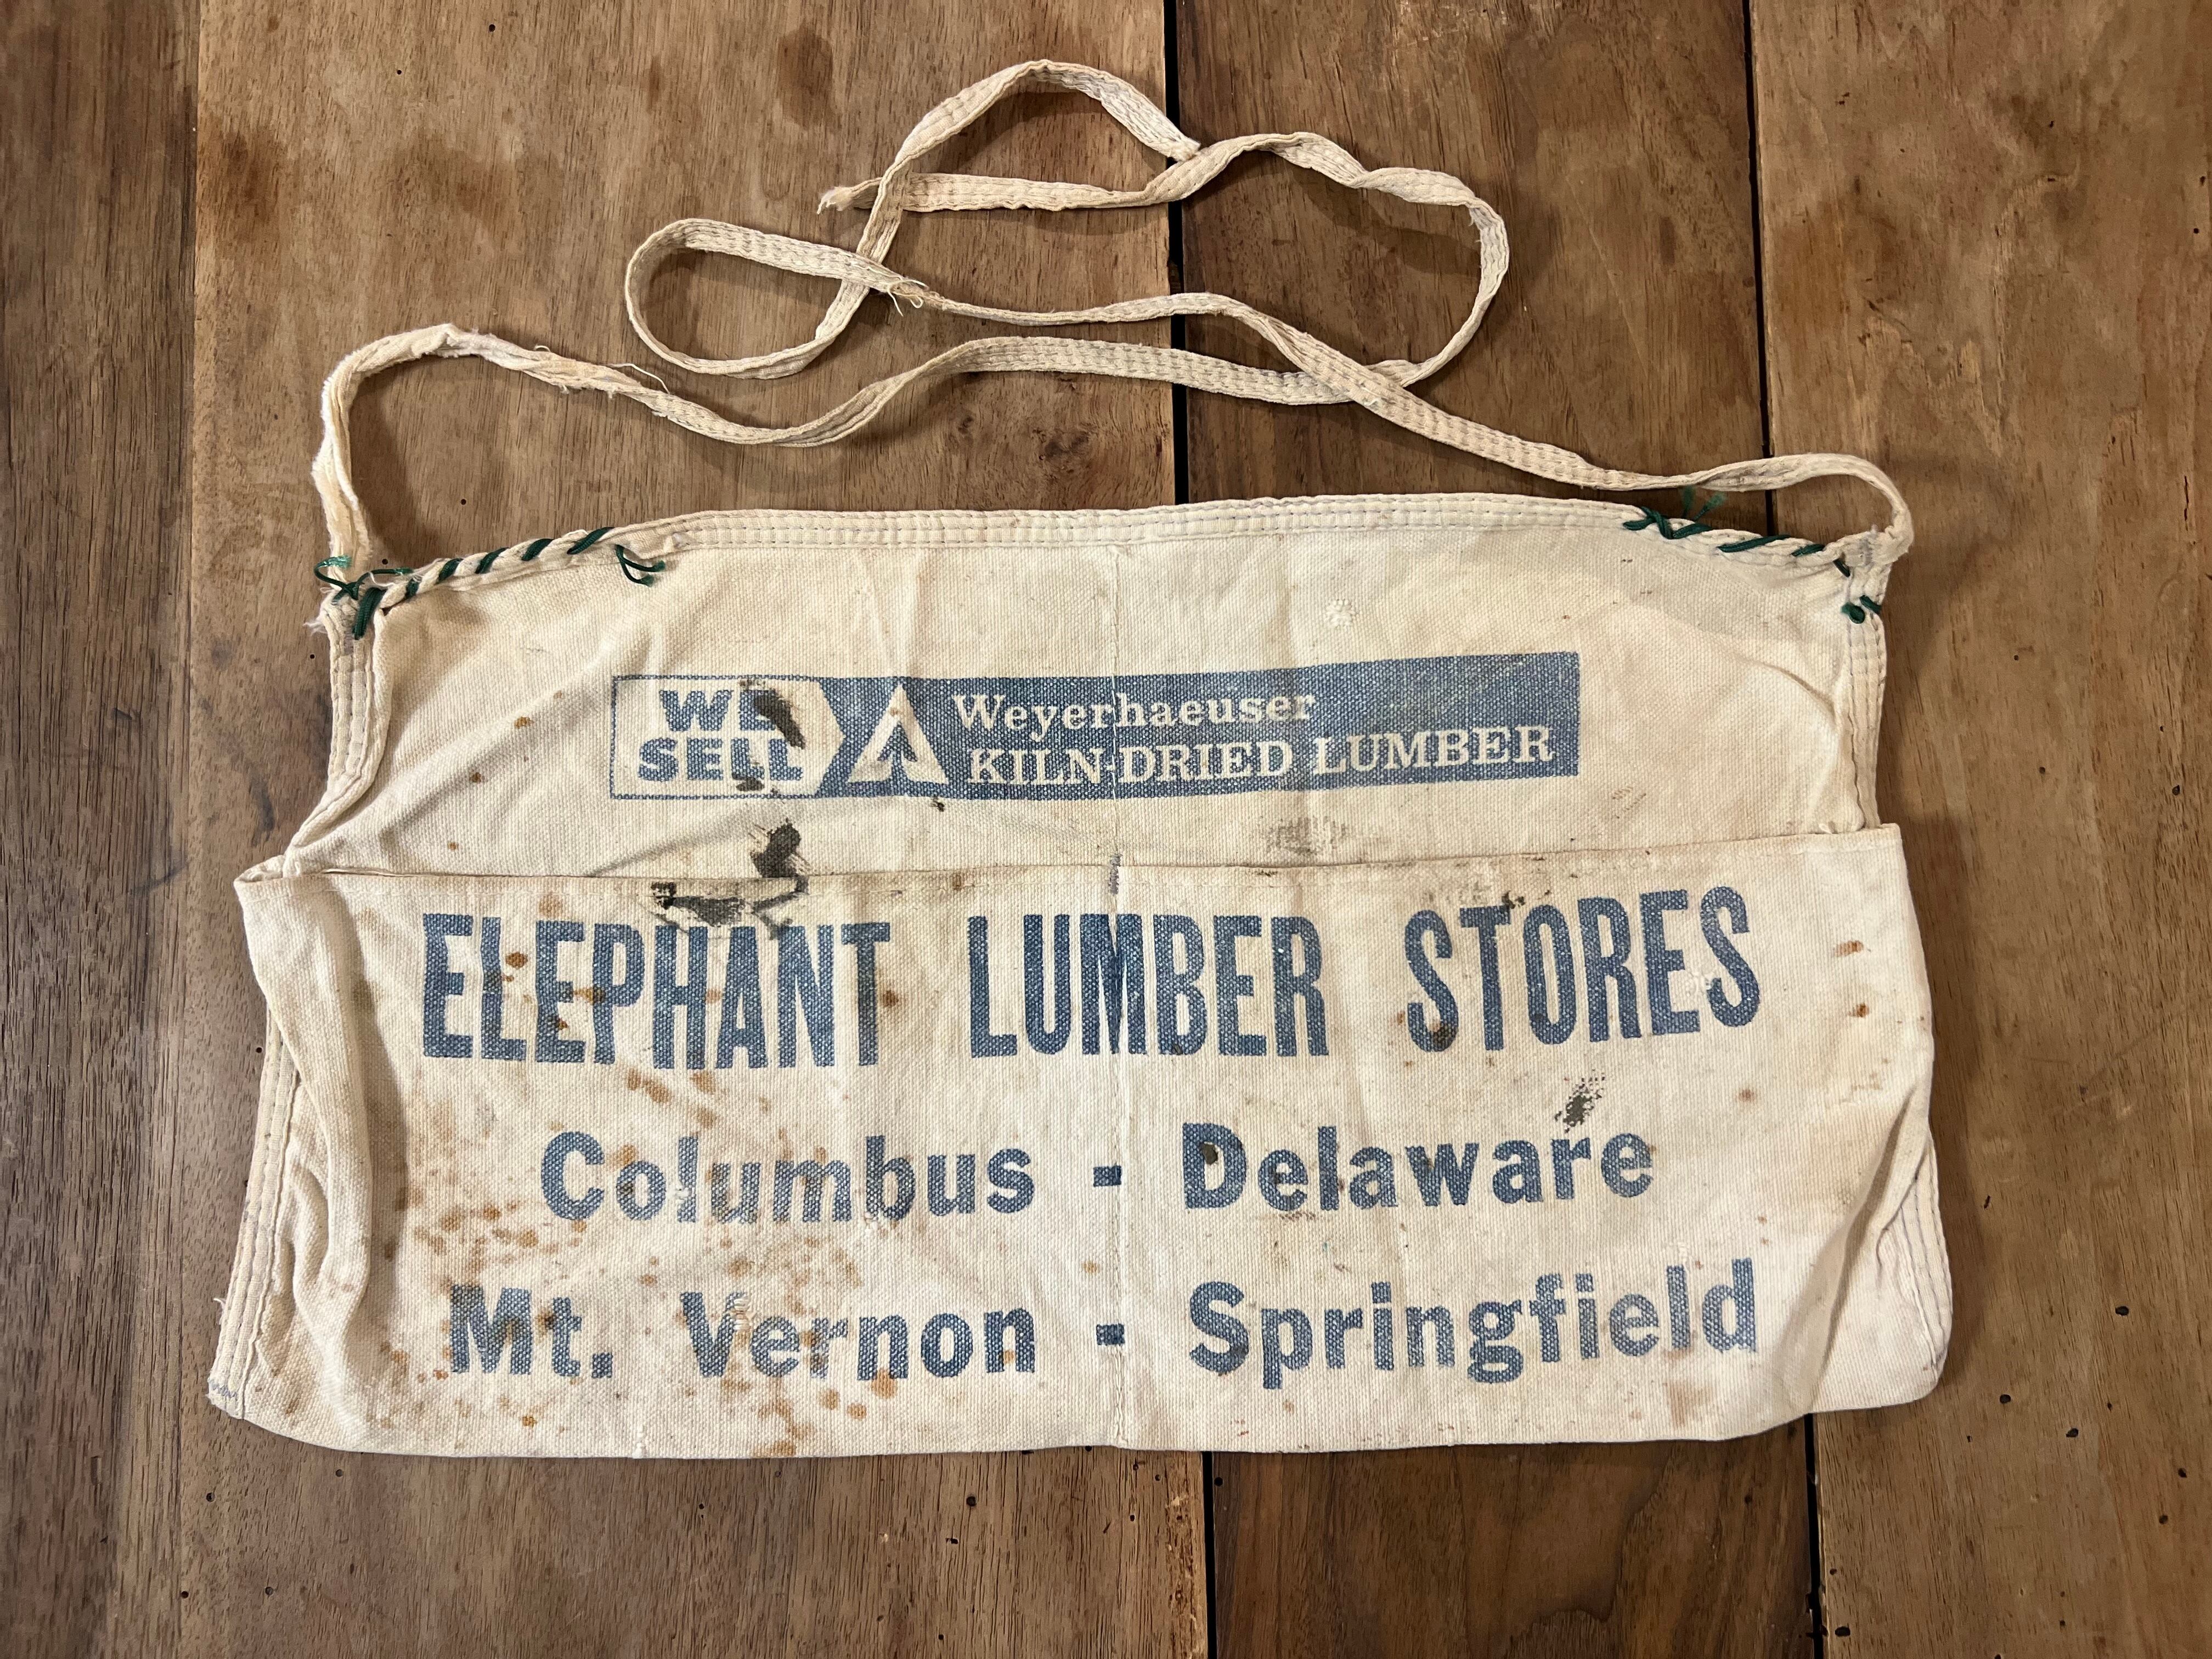 WE
SELL
Weyerhaeuser
KILN-DRIED LUMBER
ELEPHANT LUMBER STORES
Columbus - Delaware
Mt. Vernon - Springfield